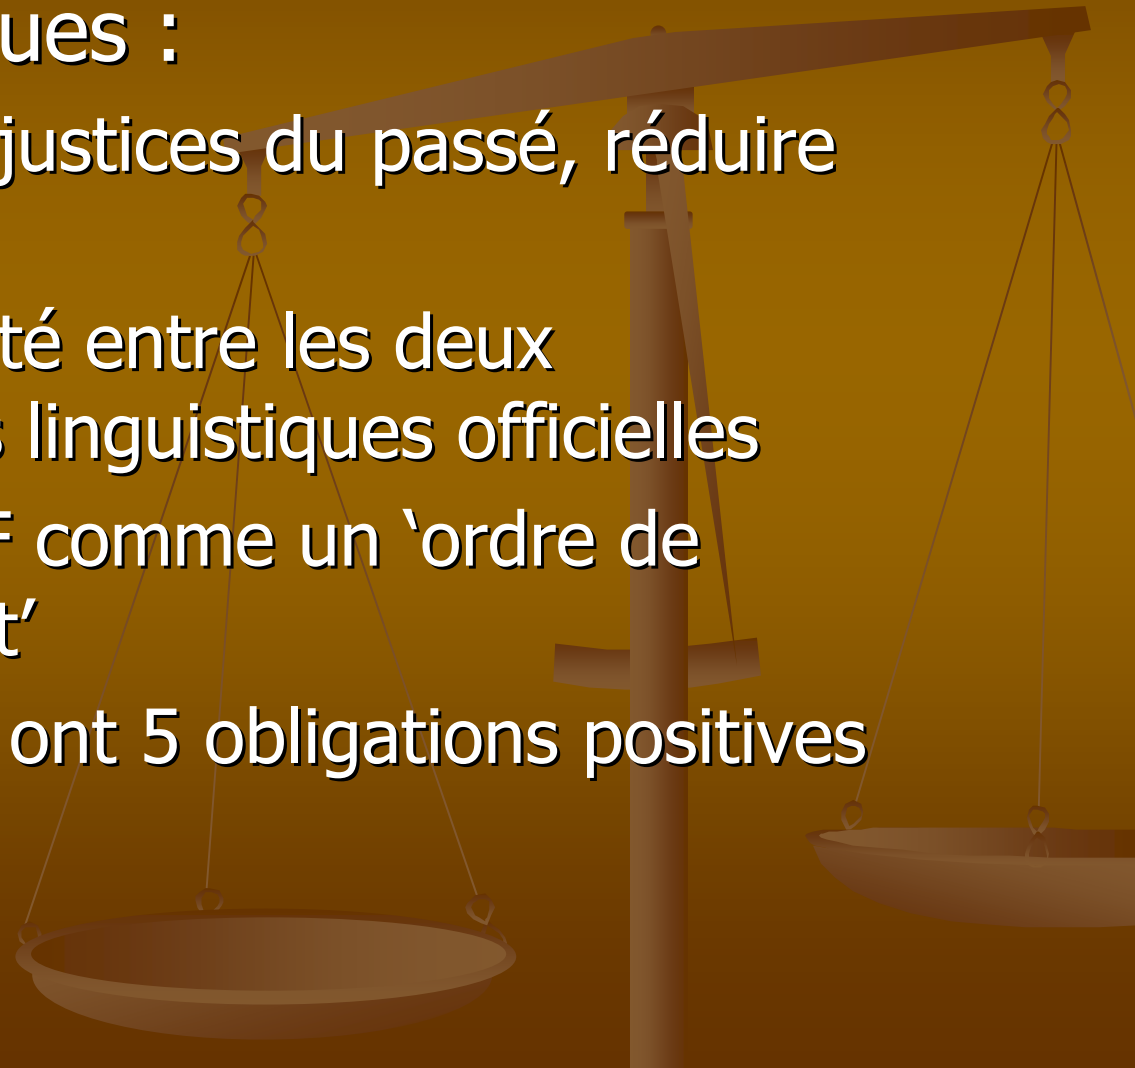 ues :
justices du passé, réduire
té entre les deux
s linguistiques officielles
F comme un ‘ordre de
t’
ont 5 obligations positives